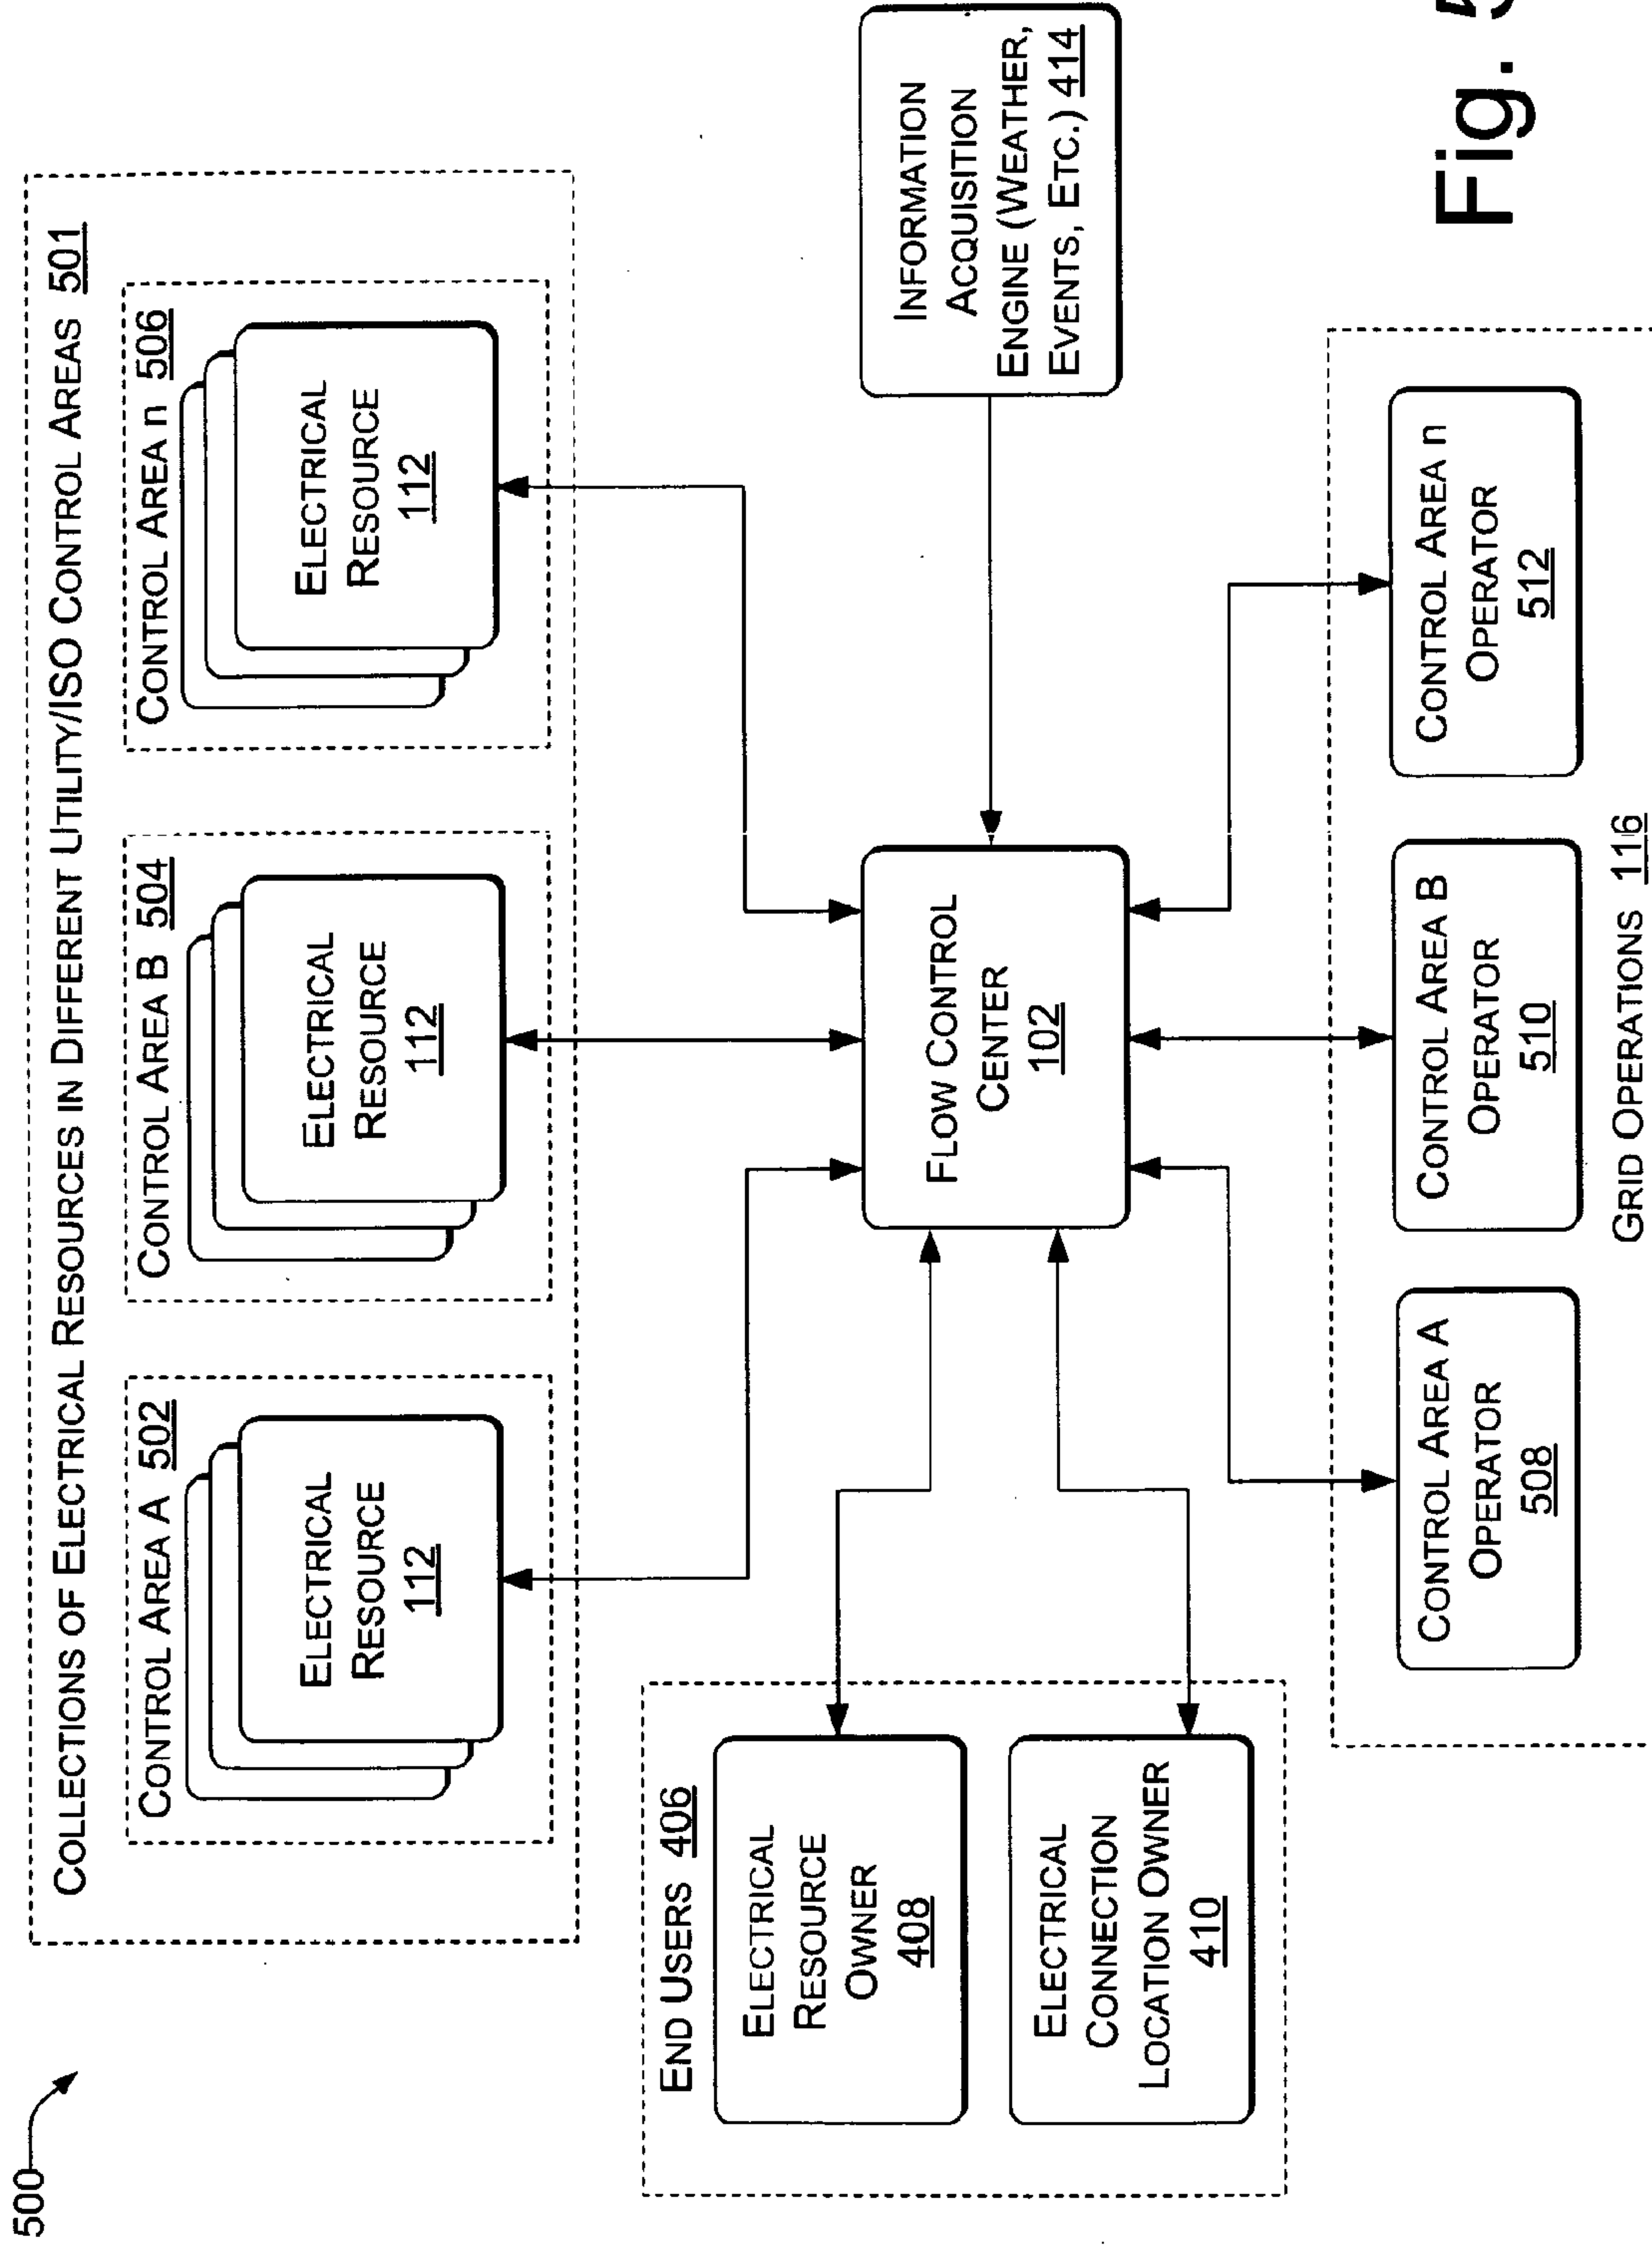 500
COLLECTIONS OF ELECTRICAL RESOURCES IN DIFFERENT UTILITY/ISO CONTROL AREAS 501
CONTROL AREA A 502
ELECTRICAL
RESOURCE
112
CONTROL AREA B 504
ELECTRICAL
RESOURCE
112
CONTROL AREA n 506
ELECTRICAL
RESOURCE
112
END USERS 406
ELECTRICAL
RESOURCE
OWNER
408
ELECTRICAL
CONNECTION
LOCATION OWNER
410
FLOW CONTROL
CENTER
102
INFORMATION
ACQUISITION
ENGINE (WEATHER,
EVENTS, ETC.) 414
CONTROL AREA A
OPERATOR
508
CONTROL AREA B
OPERATOR
510
CONTROL AREA n
OPERATOR
512
GRID OPERATIONS 116
Fig. 5